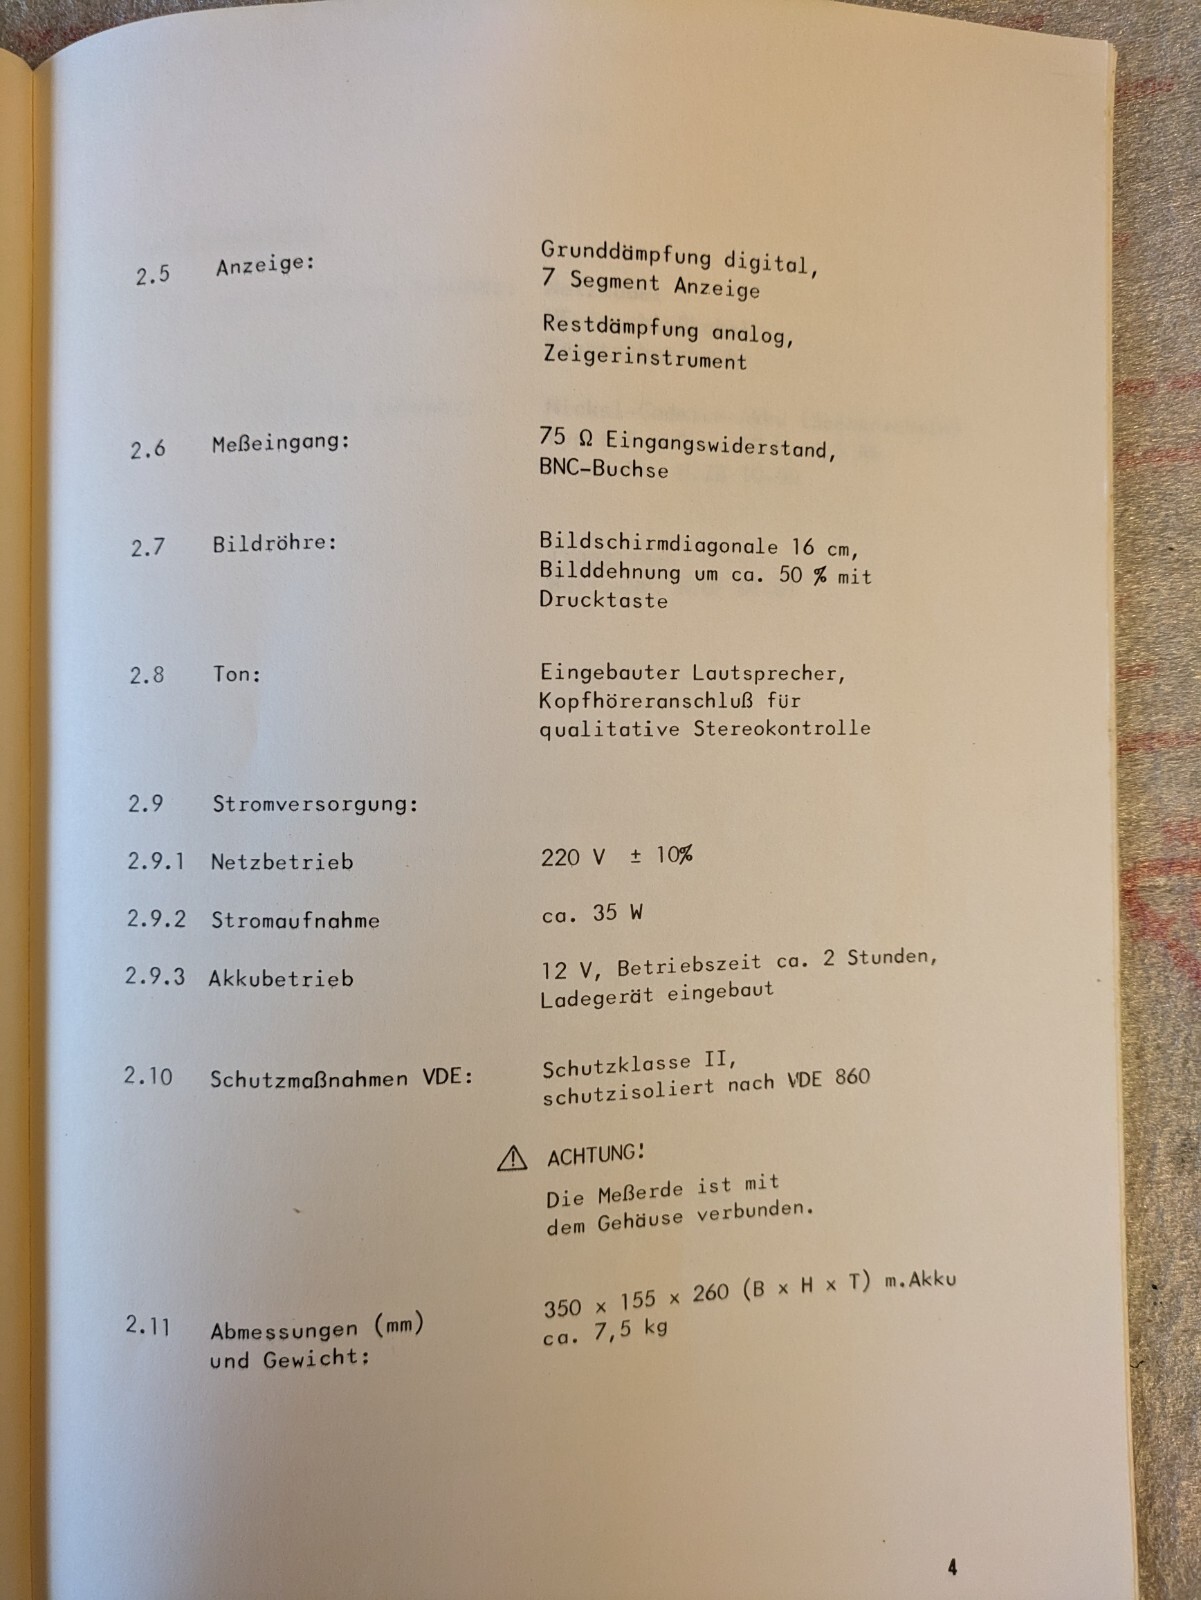 2.5 Anzeige: Grunddämpfung digital,
7 Segment Anzeige
Restdämpfung analog,
Zeigerinstrument
2.6 Meßeingang: 75 Ω Eingangswiderstand,
BNC-Buchse
2.7 Bildröhre: Bildschirmdiagonale 16 cm,
Bilddehnung um ca. 50 % mit
Drucktaste
2.8 Ton: Eingebauter Lautsprecher,
Kopfhöreranschluß für
qualitative Stereokontrolle
2.9 Stromversorgung:
2.9.1 Netzbetrieb 220 V ± 10%
2.9.2 Stromaufnahme ca. 35 W
2.9.3 Akkubetrieb 12 V, Betriebszeit ca. 2 Stunden,
Ladegerät eingebaut
2.10 Schutzmaßnahmen VDE: Schutzklasse II,
schutzisoliert nach VDE 860
⚠ ACHTUNG!
Die Meßerde ist mit
dem Gehäuse verbunden.
2.11 Abmessungen (mm) 350 x 155 x 260 (B x H x T) m.Akku
und Gewicht: ca. 7,5 kg
4